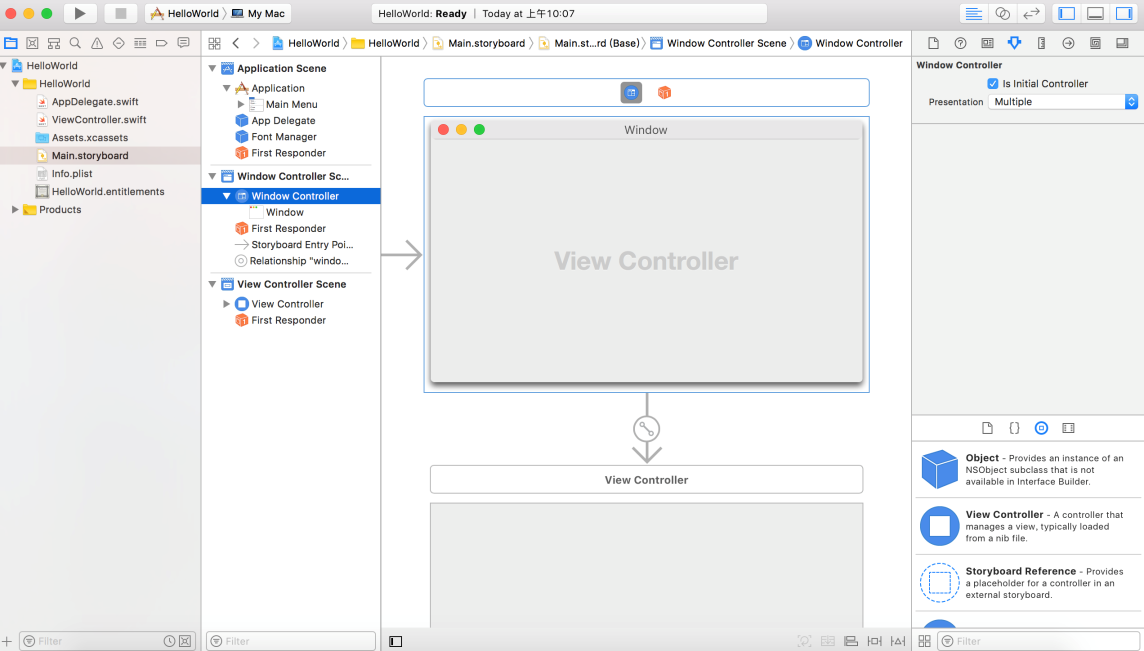 HelloWorld
My Mac
HelloWorld: Ready
Today at 上午10:07
HelloWorld
HelloWorld
Main.storyboard
Main.st...rd (Base)
Window Controller Scene
Window Controller
HelloWorld
HelloWorld
AppDelegate.swift
ViewController.swift
Assets.xcassets
Main.storyboard
Info.plist
HelloWorld.entitlements
Products
Filter
Application Scene
Application
Main Menu
App Delegate
Font Manager
First Responder
Window Controller Sc...
Window Controller
Window
First Responder
Storyboard Entry Poi...
Relationship "windo...
View Controller Scene
View Controller
First Responder
Filter
Window
View Controller
View Controller
Window Controller
Is Initial Controller
Presentation
Multiple
Object - Provides an instance of an
NSObject subclass that is not
available in Interface Builder.
View Controller - A controller that
manages a view, typically loaded
from a nib file.
Storyboard Reference - Provides
a placeholder for a controller in an
external storyboard.
Filter